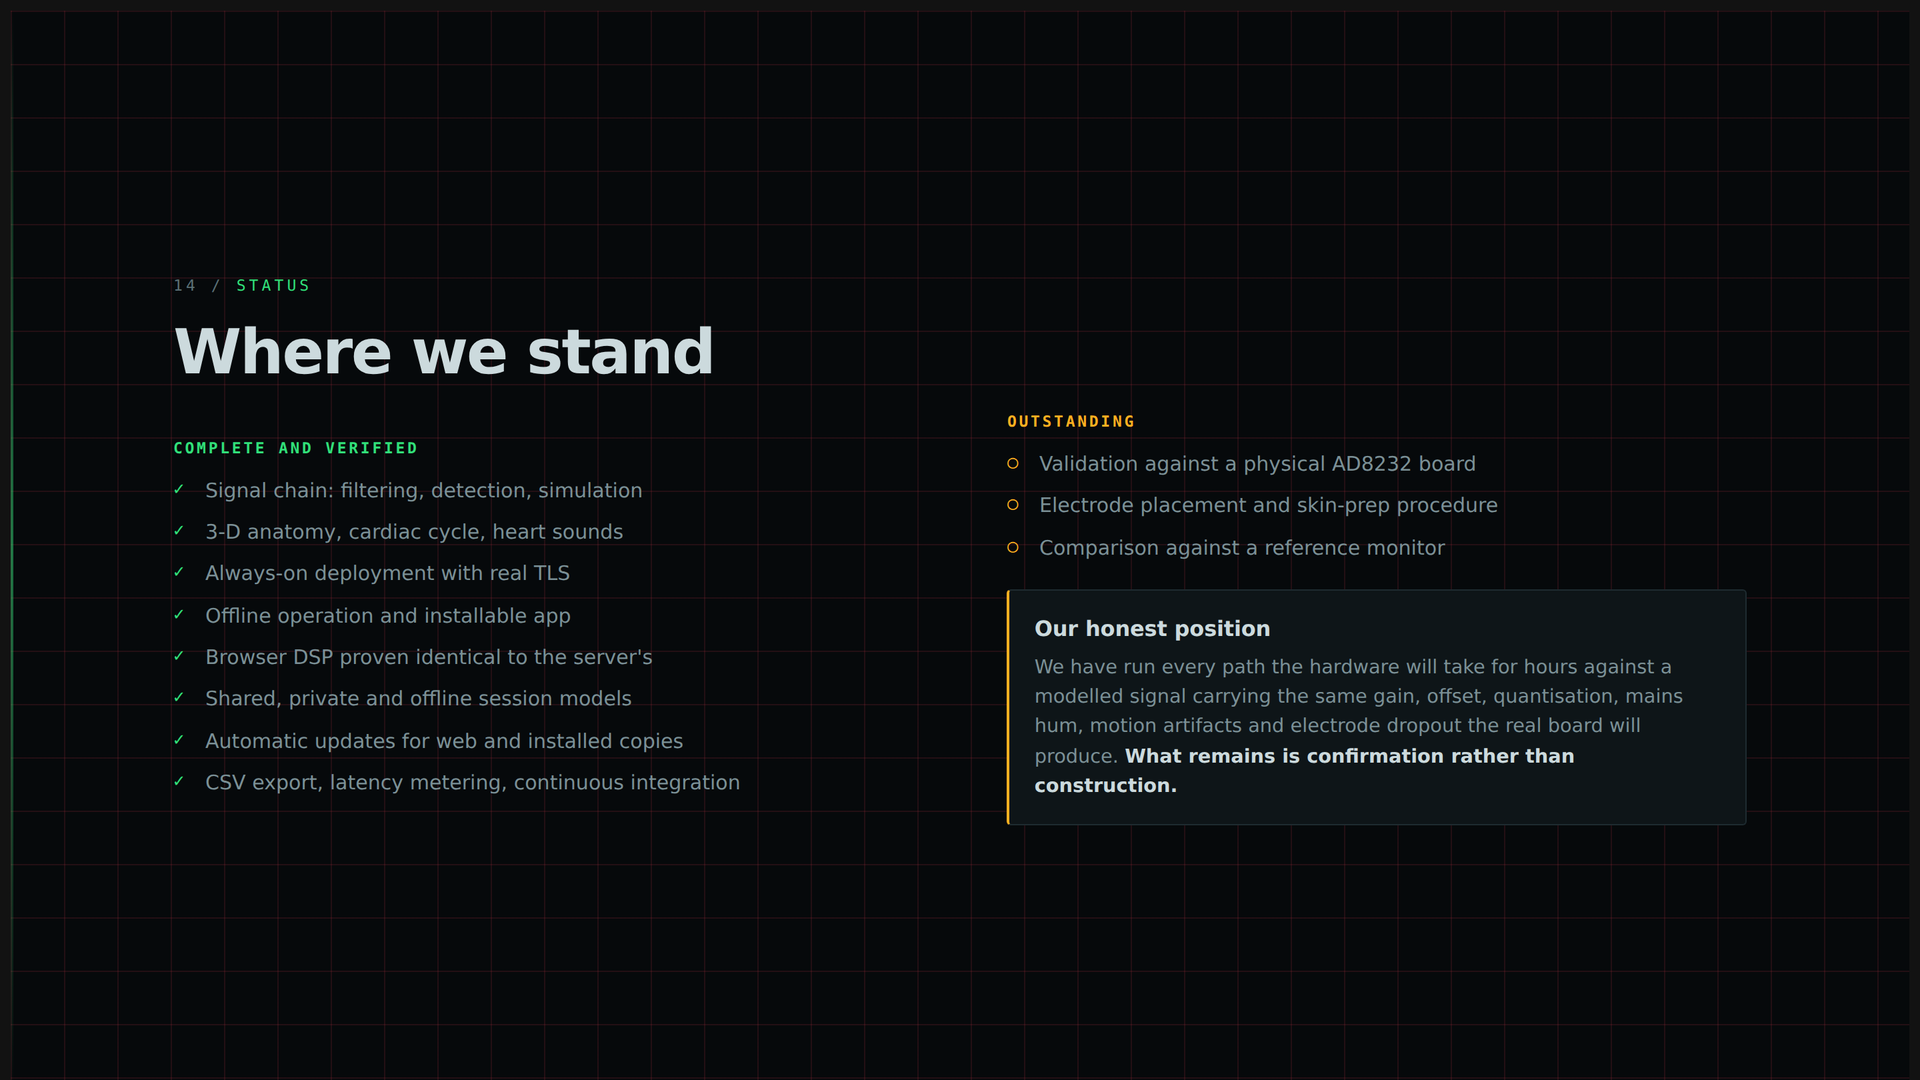 14 / STATUS
Where we stand
COMPLETE AND VERIFIED
✓ Signal chain: filtering, detection, simulation
✓ 3-D anatomy, cardiac cycle, heart sounds
✓ Always-on deployment with real TLS
✓ Offline operation and installable app
✓ Browser DSP proven identical to the server's
✓ Shared, private and offline session models
✓ Automatic updates for web and installed copies
✓ CSV export, latency metering, continuous integration
OUTSTANDING
Validation against a physical AD8232 board
Electrode placement and skin-prep procedure
Comparison against a reference monitor
Our honest position
We have run every path the hardware will take for hours against a
modelled signal carrying the same gain, offset, quantisation, mains
hum, motion artifacts and electrode dropout the real board will
produce. What remains is confirmation rather than
construction.